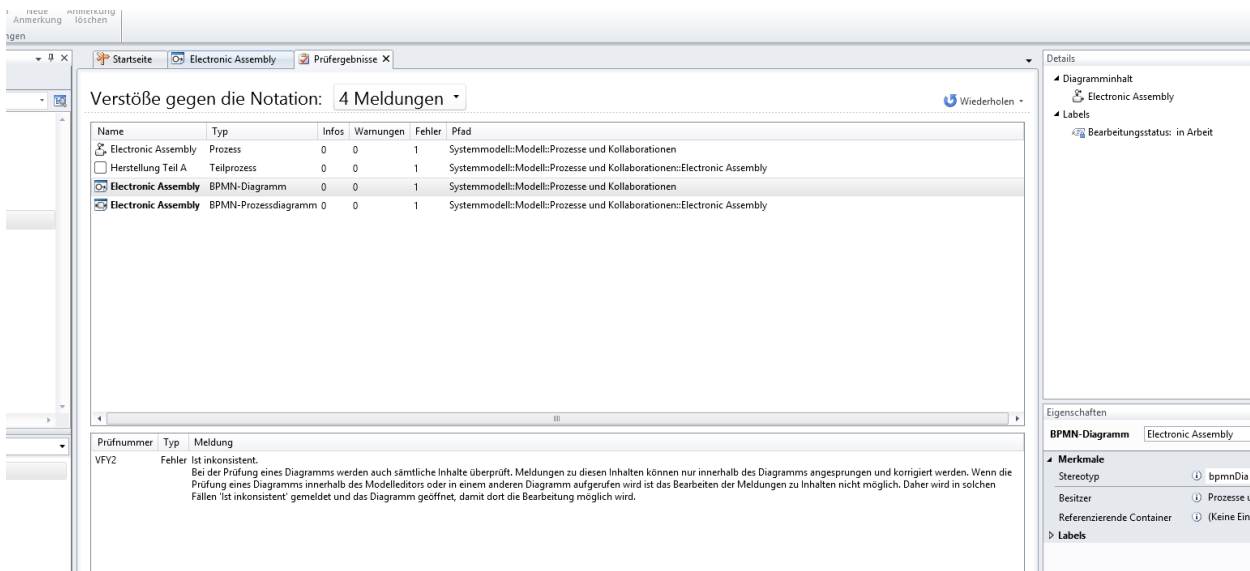 Neue Anmerkung
Anmerkung löschen
ngen
Startseite
Electronic Assembly
Prüfergebnisse
Verstöße gegen die Notation: 4 Meldungen
Wiederholen
Name Typ Infos Warnungen Fehler Pfad
Electronic Assembly Prozess 0 0 1 Systemmodell::Modell::Prozesse und Kollaborationen
Herstellung Teil A Teilprozess 0 0 1 Systemmodell::Modell::Prozesse und Kollaborationen::Electronic Assembly
Electronic Assembly BPMN-Diagramm 0 0 1 Systemmodell::Modell::Prozesse und Kollaborationen
Electronic Assembly BPMN-Prozessdiagramm 0 0 1 Systemmodell::Modell::Prozesse und Kollaborationen::Electronic Assembly
Prüfnummer Typ Meldung
VFY2 Fehler Ist inkonsistent.
Bei der Prüfung eines Diagramms werden auch sämtliche Inhalte überprüft. Meldungen zu diesen Inhalten können nur innerhalb des Diagramms angesprungen und korrigiert werden. Wenn die
Prüfung eines Diagramms innerhalb des Modelleditors oder in einem anderen Diagramm aufgerufen wird ist das Bearbeiten der Meldungen zu Inhalten nicht möglich. Daher wird in solchen
Fällen 'Ist inkonsistent' gemeldet und das Diagramm geöffnet, damit dort die Bearbeitung möglich wird.
Details
Diagramminhalt
Electronic Assembly
Labels
Bearbeitungsstatus: in Arbeit
Eigenschaften
BPMN-Diagramm Electronic Assembly
Merkmale
Stereotyp bpmnDia
Besitzer Prozesse u
Referenzierende Container (Keine Ein
Labels